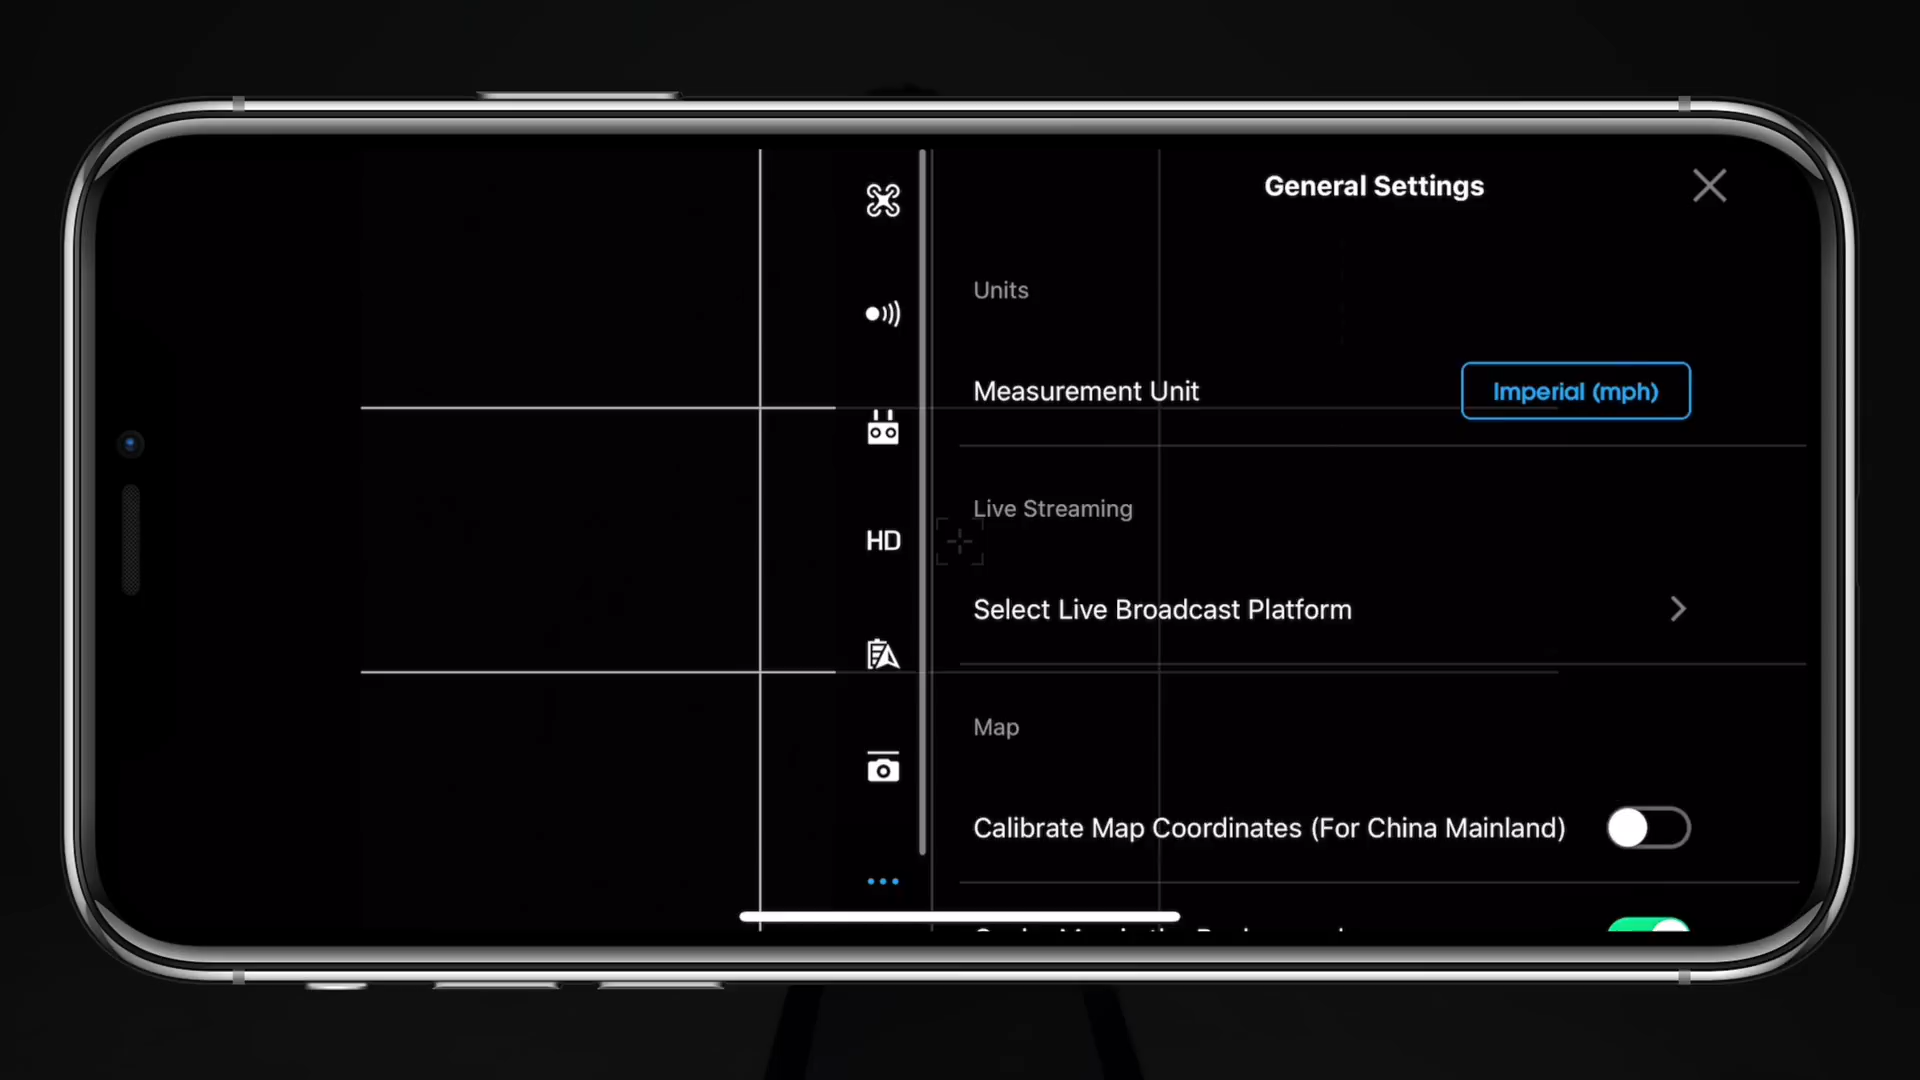 General Settings
Units
Measurement Unit
Imperial (mph)
Live Streaming
HD
Select Live Broadcast Platform
Map
Calibrate Map Coordinates (For China Mainland)